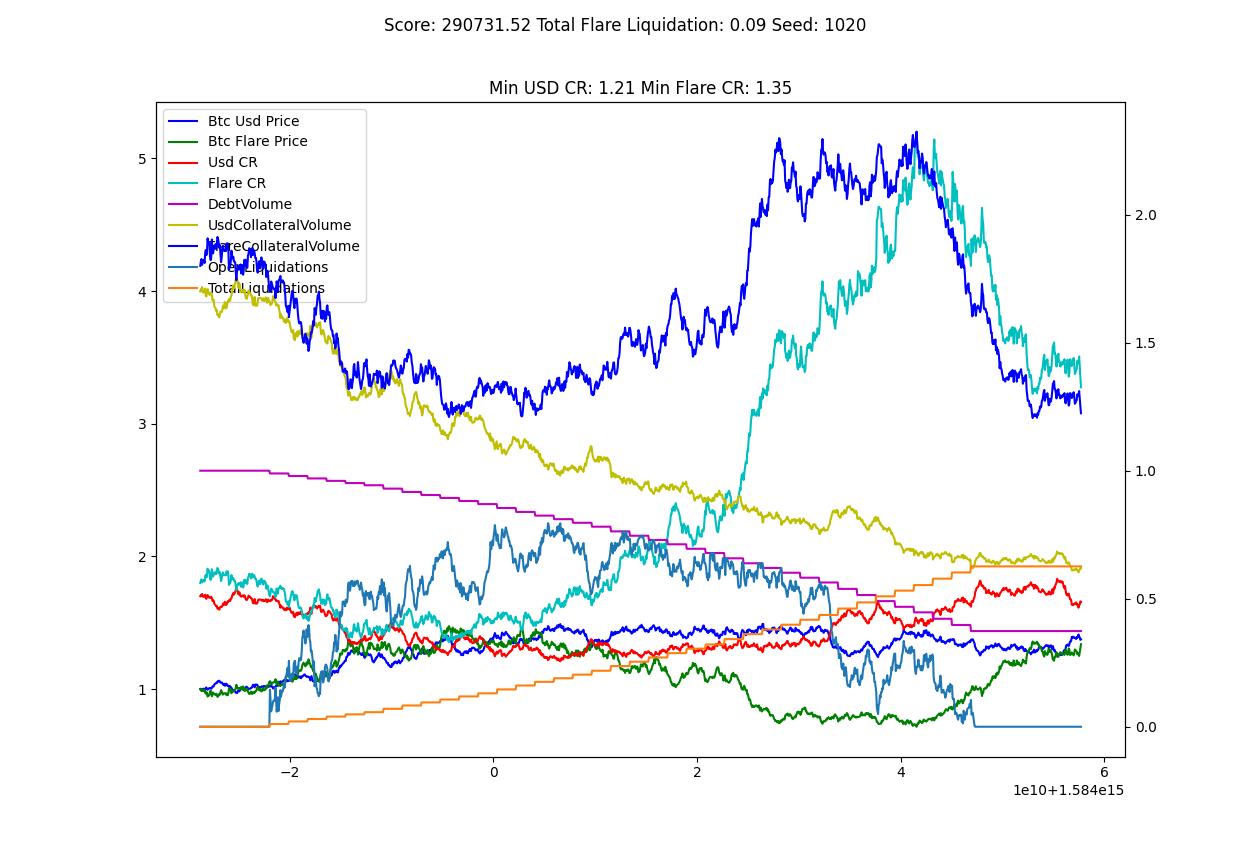 Score: 290731.52 Total Flare Liquidation: 0.09 Seed: 1020
Min USD CR: 1.21 Min Flare CR: 1.35
Btc Usd Price
Btc Flare Price
Usd CR
Flare CR
DebtVolume
UsdCollateralVolume
FlareCollateralVolume
OpenLiquidations
TotalLiquidations
5
4
3
2
1
2.0
1.5
1.0
0.5
0.0
−2
0
2
4
6
1e10+1.584e15